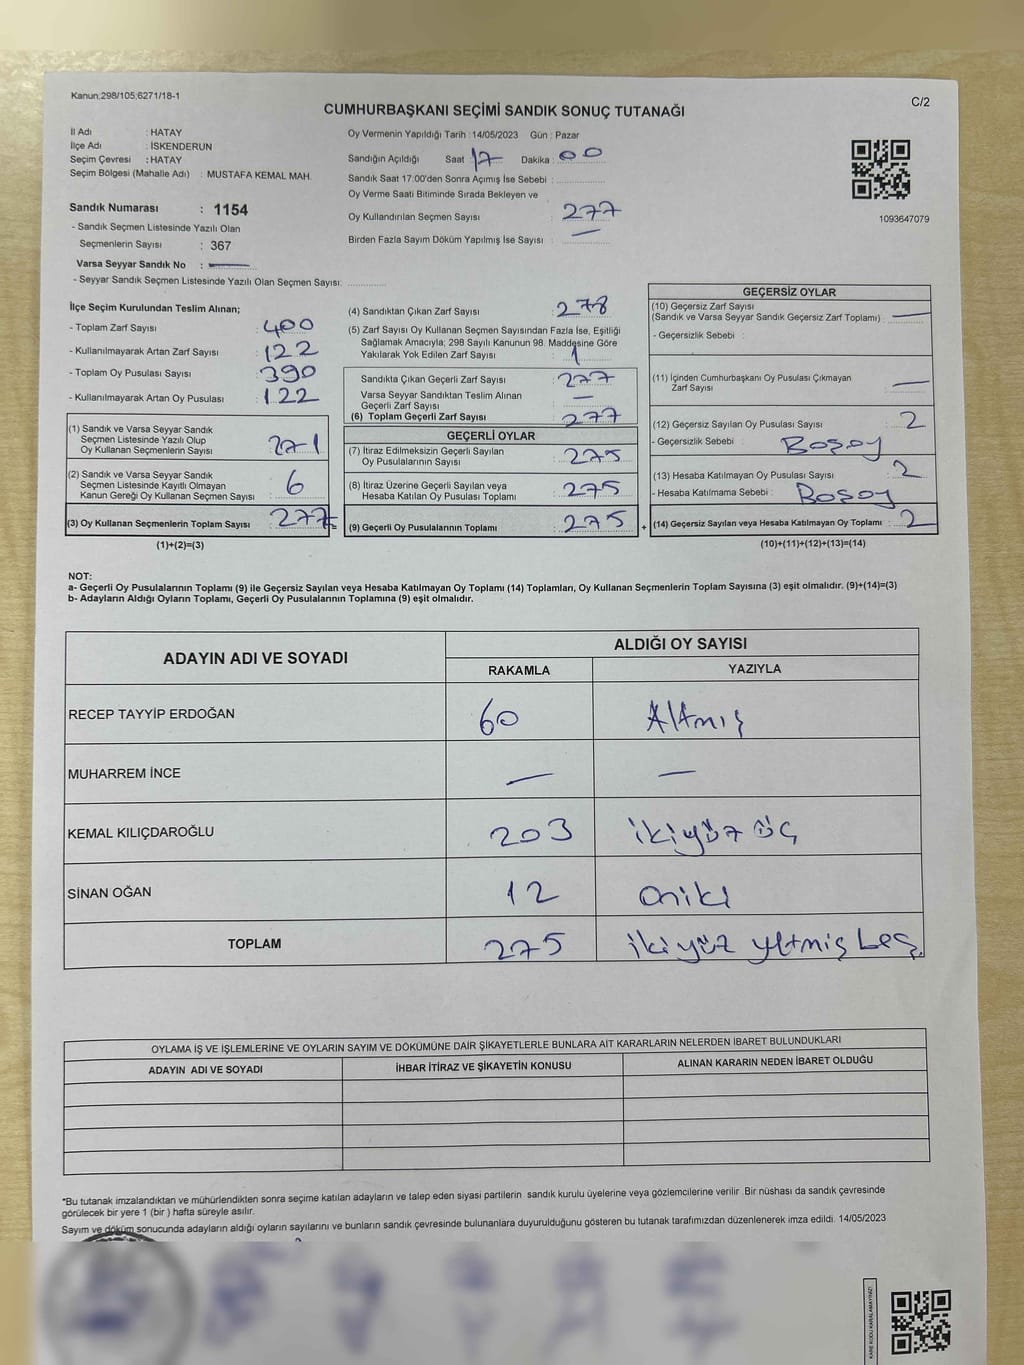 Kanun;298/105;6271/18-1
C/2
CUMHURBAŞKANI SEÇİMİ SANDIK SONUÇ TUTANAĞI
İl Adı : HATAY
İlçe Adı : İSKENDERUN
Seçim Çevresi : HATAY
Seçim Bölgesi (Mahalle Adı) : MUSTAFA KEMAL MAH.
Oy Vermenin Yapıldığı Tarih :14/05/2023 Gün : Pazar
Sandığın Açıldığı Saat : 17 Dakika : 00
Sandık Saat 17:00'den Sonra Açımış İse Sebebi :
Oy Verme Saati Bitiminde Sırada Bekleyen ve
Oy Kullandırılan Seçmen Sayısı : 277
Birden Fazla Sayım Döküm Yapılmış İse Sayısı : —
1093647079
Sandık Numarası : 1154
- Sandık Seçmen Listesinde Yazılı Olan
Seçmenlerin Sayısı : 367
Varsa Seyyar Sandık No : —
- Seyyar Sandık Seçmen Listesinde Yazılı Olan Seçmen Sayısı:
İlçe Seçim Kurulundan Teslim Alınan;
- Toplam Zarf Sayısı : 400
- Kullanılmayarak Artan Zarf Sayısı : 122
- Toplam Oy Pusulası Sayısı : 390
- Kullanılmayarak Artan Oy Pusulası : 122
(1) Sandık ve Varsa Seyyar Sandık
Seçmen Listesinde Yazılı Olup
Oy Kullanan Seçmenlerin Sayısı : 271
(2) Sandık ve Varsa Seyyar Sandık
Seçmen Listesinde Kayıtlı Olmayan
Kanun Gereği Oy Kullanan Seçmen Sayısı : 6
(3) Oy Kullanan Seçmenlerin Toplam Sayısı : 277
=
(1)+(2)=(3)
(4) Sandıktan Çıkan Zarf Sayısı : 278
(5) Zarf Sayısı Oy Kullanan Seçmen Sayısından Fazla İse, Eşitliği
Sağlamak Amacıyla; 298 Sayılı Kanunun 98. Maddesine Göre
Yakılarak Yok Edilen Zarf Sayısı : 1
Sandıkta Çıkan Geçerli Zarf Sayısı : 277
Varsa Seyyar Sandıktan Teslim Alınan
Geçerli Zarf Sayısı : —
(6) Toplam Geçerli Zarf Sayısı : 277
GEÇERLİ OYLAR
(7) İtiraz Edilmeksizin Geçerli Sayılan
Oy Pusulalarının Sayısı : 275
(8) İtiraz Üzerine Geçerli Sayılan veya
Hesaba Katılan Oy Pusulası Toplamı : 275
(9) Geçerli Oy Pusulalarının Toplamı : 275
+
GEÇERSİZ OYLAR
(10) Geçersiz Zarf Sayısı
(Sandık ve Varsa Seyyar Sandık Geçersiz Zarf Toplamı) : —
- Geçersizlik Sebebi :
(11) İçinden Cumhurbaşkanı Oy Pusulası Çıkmayan
Zarf Sayısı : —
(12) Geçersiz Sayılan Oy Pusulası Sayısı : 2
- Geçersizlik Sebebi : Boşoy
(13) Hesaba Katılmayan Oy Pusulası Sayısı : 2
- Hesaba Katılmama Sebebi : Boşoy
(14) Geçersiz Sayılan veya Hesaba Katılmayan Oy Toplamı : 2
(10)+(11)+(12)+(13)=(14)
NOT:
a- Geçerli Oy Pusulalarının Toplamı (9) ile Geçersiz Sayılan veya Hesaba Katılmayan Oy Toplamı (14) Toplamları, Oy Kullanan Seçmenlerin Toplam Sayısına (3) eşit olmalıdır. (9)+(14)=(3)
b- Adayların Aldığı Oyların Toplamı, Geçerli Oy Pusulalarının Toplamına (9) eşit olmalıdır.
ADAYIN ADI VE SOYADI ALDIĞI OY SAYISI
RAKAMLA YAZIYLA
RECEP TAYYİP ERDOĞAN 60 Altmış
MUHARREM İNCE — —
KEMAL KILIÇDAROĞLU 203 ikiyüz üç
SİNAN OĞAN 12 oniki
TOPLAM 275 ikiyüz yetmiş beş
OYLAMA İŞ VE İŞLEMLERİNE VE OYLARIN SAYIM VE DÖKÜMÜNE DAİR ŞİKAYETLERLE BUNLARA AİT KARARLARIN NELERDEN İBARET BULUNDUKLARI
ADAYIN ADI VE SOYADI İHBAR İTİRAZ VE ŞİKAYETİN KONUSU ALINAN KARARIN NEDEN İBARET OLDUĞU
*Bu tutanak imzalandıktan ve mühürlendikten sonra seçime katılan adayların ve talep eden siyasi partilerin sandık kurulu üyelerine veya gözlemcilerine verilir. Bir nüshası da sandık çevresinde
görülecek bir yere 1 (bir ) hafta süreyle asılır.
Sayım ve döküm sonucunda adayların aldığı oyların sayılarını ve bunların sandık çevresinde bulunanlara duyurulduğunu gösteren bu tutanak tarafımızdan düzenlenerek imza edildi. 14/05/2023
KARE KODU KARALAMAYINIZ!